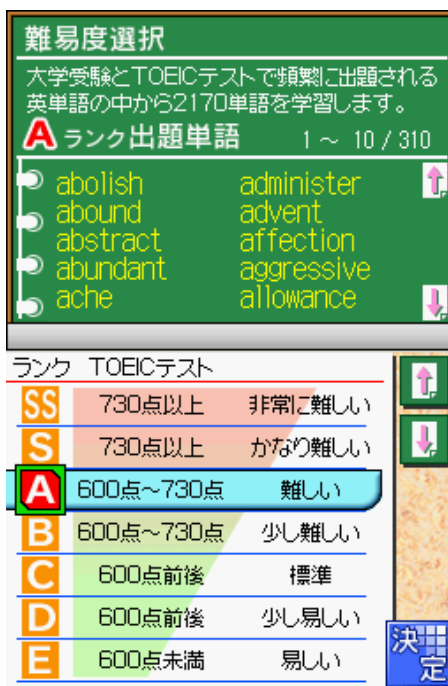 難易度選択
大学受験とTOEICテストで頻繁に出題される
英単語の中から2170単語を学習します。
Aランク出題単語 1 ～ 10 / 310
abolish administer
abound advent
abstract affection
abundant aggressive
ache allowance
ランク TOEICテスト
SS 730点以上 非常に難しい
S 730点以上 かなり難しい
A 600点～730点 難しい
B 600点～730点 少し難しい
C 600点前後 標準
D 600点前後 少し易しい
E 600点未満 易しい
決定